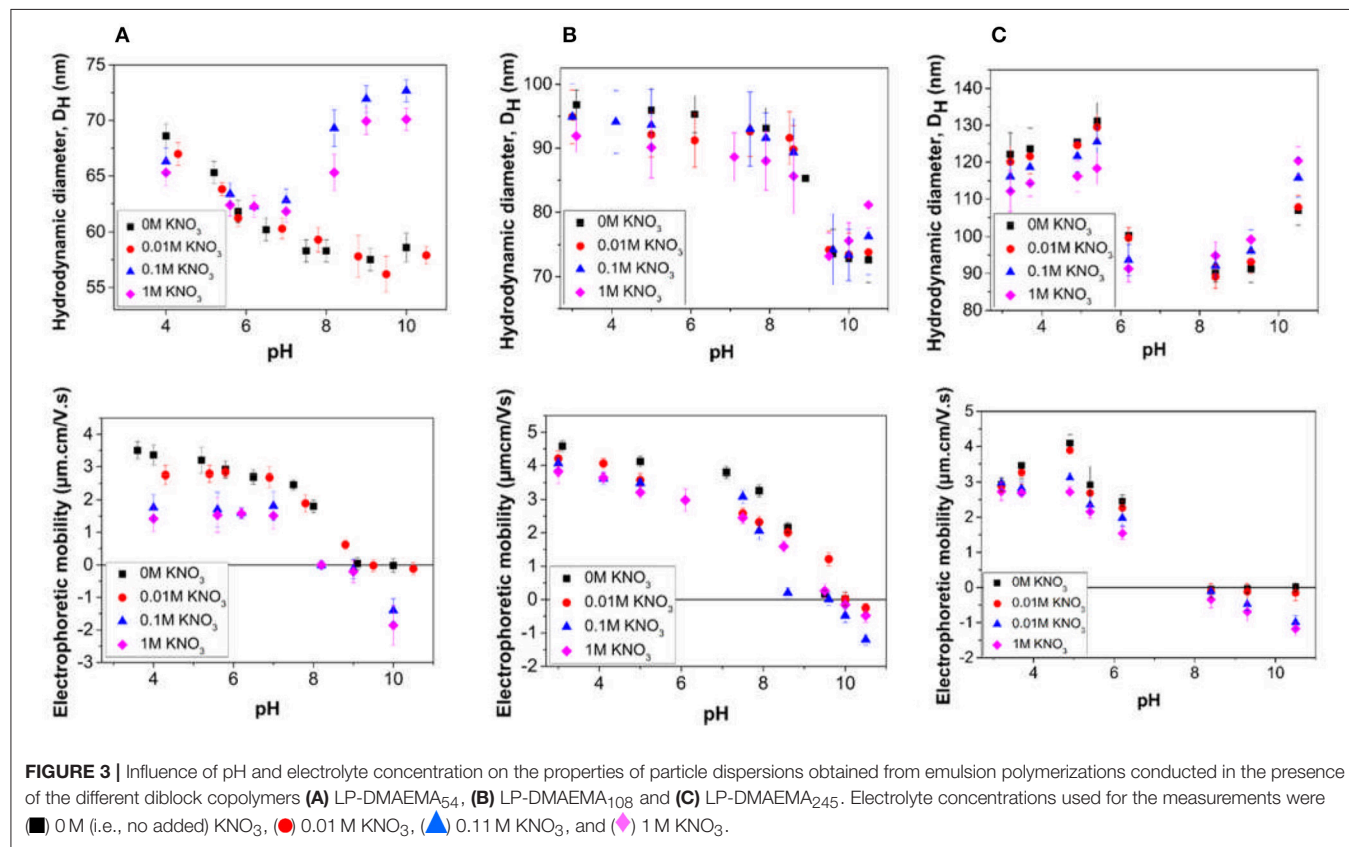 A
B
C
75
70
65
60
55
4
6
8
10
Hydrodynamic diameter, D_H (nm)
pH
0M KNO3
0.01M KNO3
0.1M KNO3
1M KNO3
100
90
80
70
4
6
8
10
Hydrodynamic diameter, D_H (nm)
pH
0M KNO3
0.01M KNO3
0.1M KNO3
1M KNO3
140
130
120
110
100
90
80
4
6
8
10
Hydrodynamic diameter, D_H (nm)
pH
0M KNO3
0.01M KNO3
0.1M KNO3
1M KNO3
4
3
2
1
0
-1
-2
-3
4
6
8
10
Electrophoretic mobility (µm.cm/V.s)
pH
0M KNO3
0.01M KNO3
0.1M KNO3
1M KNO3
5
4
3
2
1
0
-1
-2
4
6
8
10
Electrophoretic mobility (µmcm/Vs)
pH
0M KNO3
0.01M KNO3
0.1M KNO3
1M KNO3
5
4
3
2
1
0
-1
-2
4
6
8
10
Electrophoretic mobility (µm.cm/V.s)
pH
0M KNO3
0.01M KNO3
0.01M KNO3
1M KNO3
FIGURE 3 | Influence of pH and electrolyte concentration on the properties of particle dispersions obtained from emulsion polymerizations conducted in the presence
of the different diblock copolymers (A) LP-DMAEMA54, (B) LP-DMAEMA108 and (C) LP-DMAEMA245. Electrolyte concentrations used for the measurements were
(■) 0 M (i.e., no added) KNO3, (●) 0.01 M KNO3, (▲) 0.11 M KNO3, and (◆) 1 M KNO3.